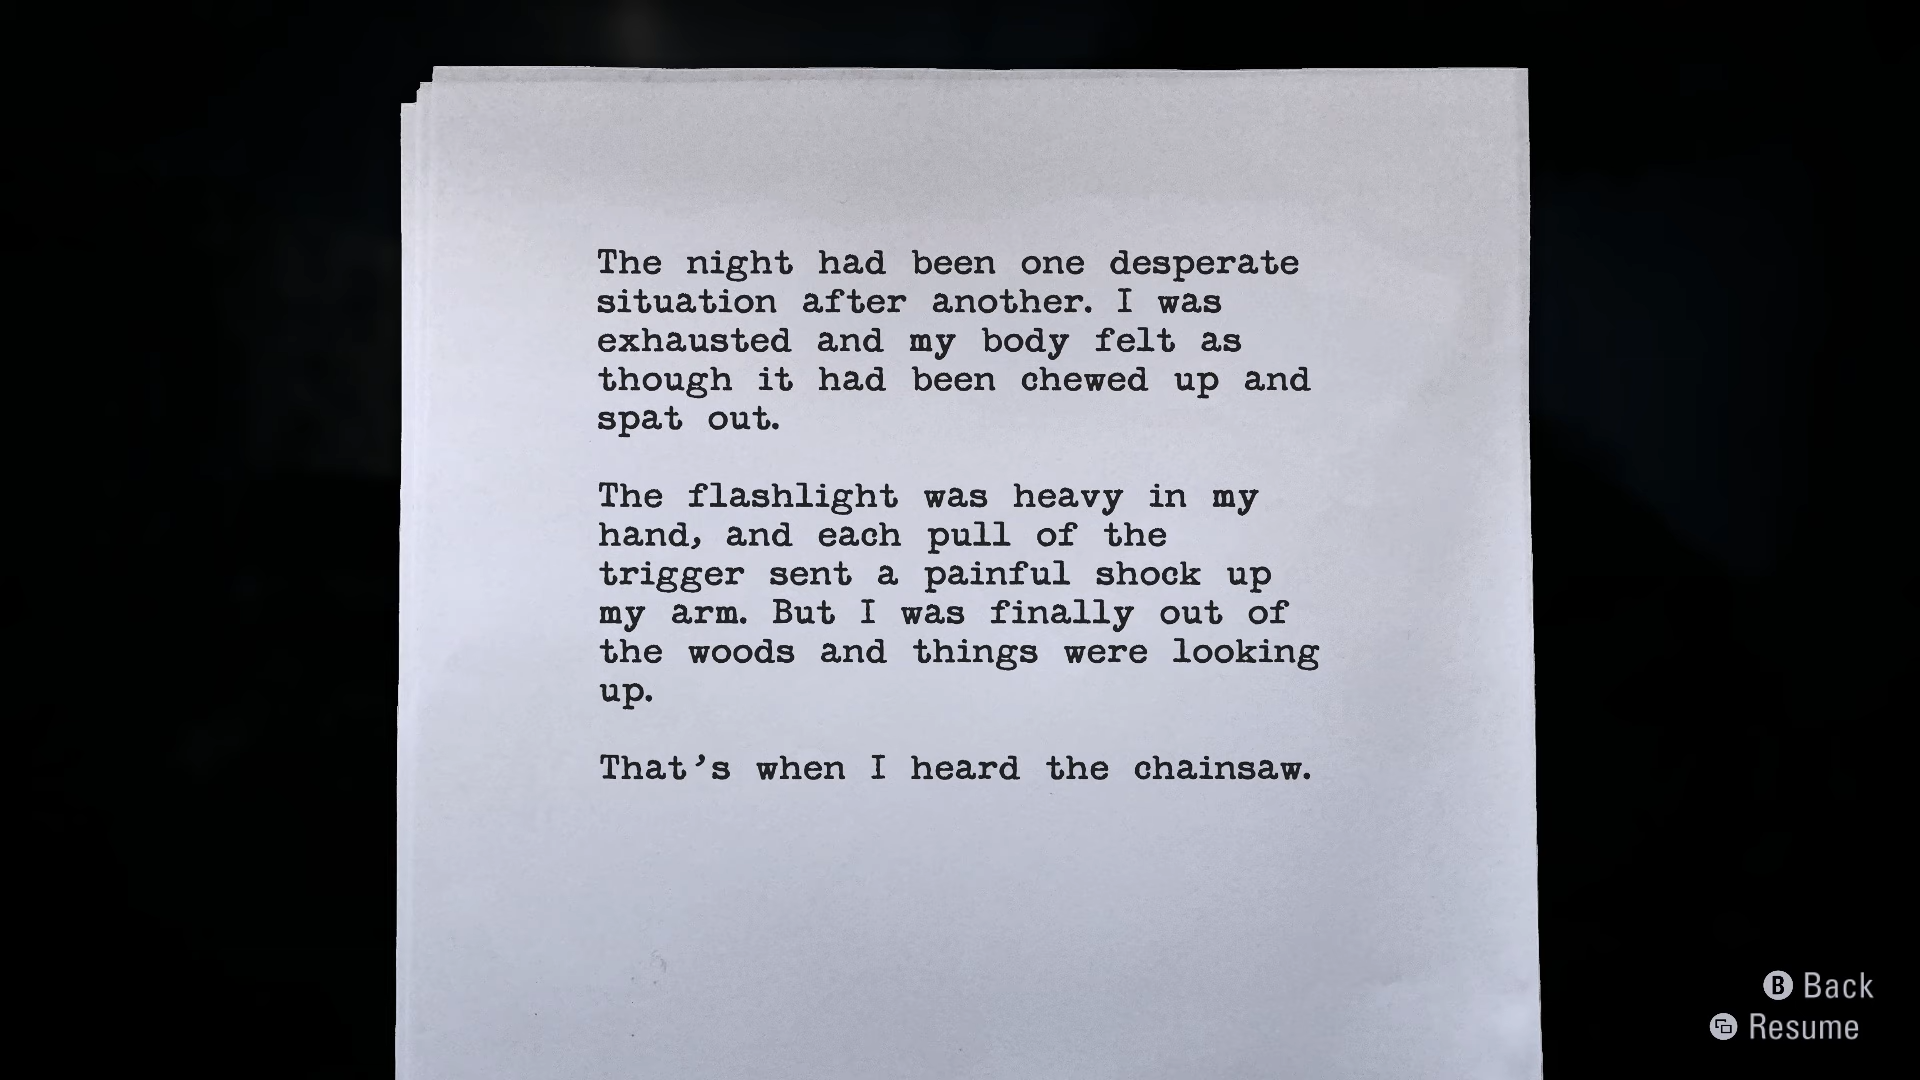 The night had been one desperate
situation after another. I was
exhausted and my body felt as
though it had been chewed up and
spat out.
The flashlight was heavy in my
hand, and each pull of the
trigger sent a painful shock up
my arm. But I was finally out of
the woods and things were looking
up.
That's when I heard the chainsaw.
B Back
Resume